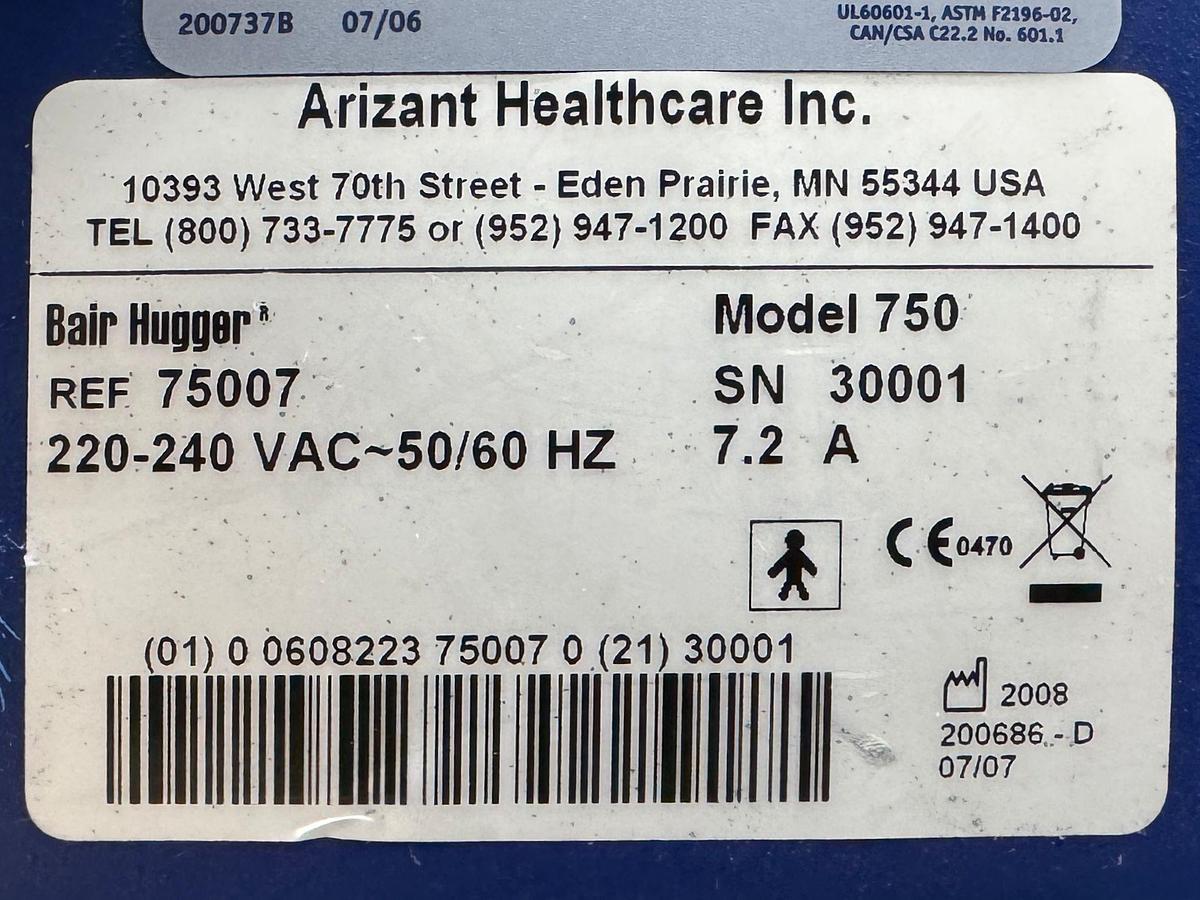 200737B 07/06
UL60601-1, ASTM F2196-02,
CAN/CSA C22.2 No. 601.1
Arizant Healthcare Inc.
10393 West 70th Street - Eden Prairie, MN 55344 USA
TEL (800) 733-7775 or (952) 947-1200 FAX (952) 947-1400
Bair Hugger®
Model 750
REF 75007
SN 30001
220-240 VAC~50/60 HZ
7.2 A
CE 0470
(01) 0 0608223 75007 0 (21) 30001
2008
200686 - D
07/07